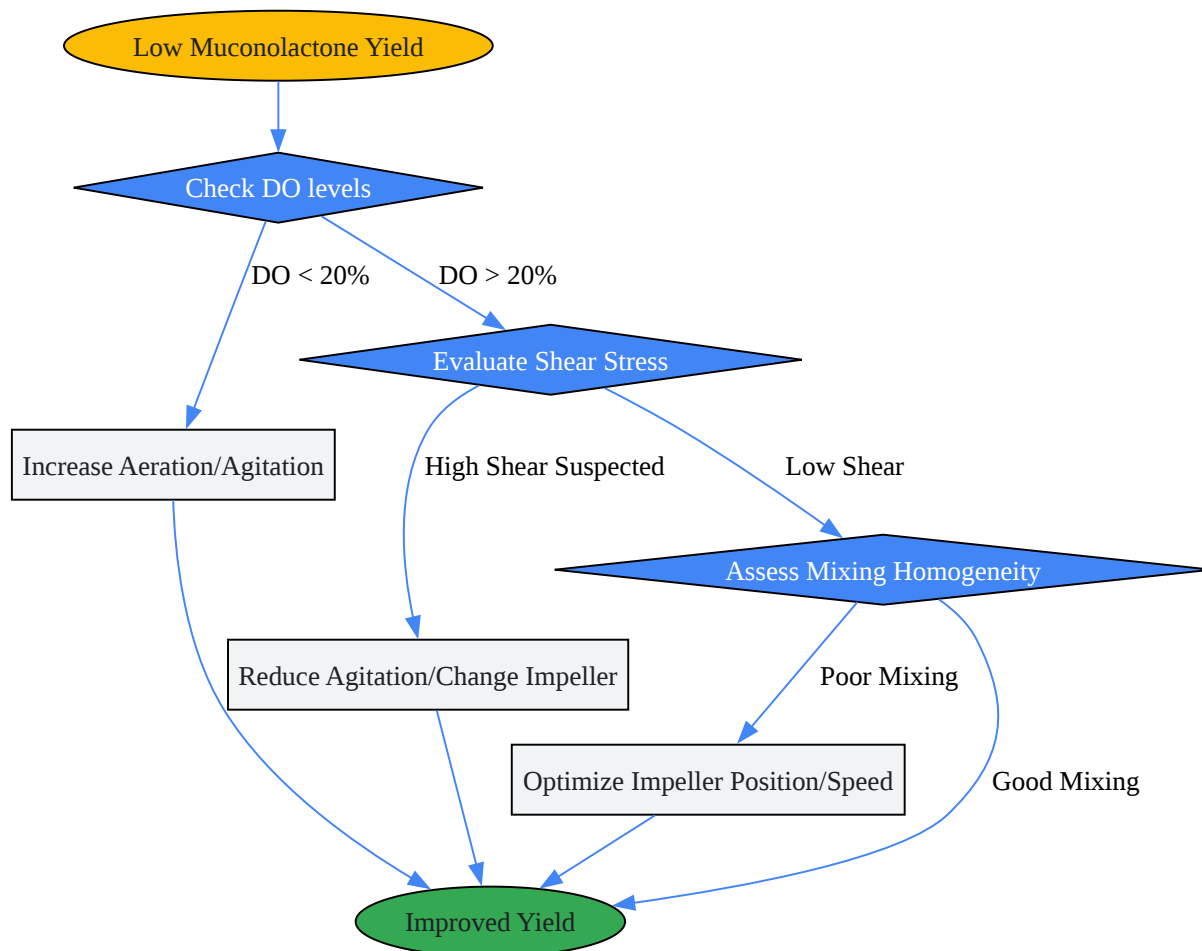 Low Muconolactone Yield
Check DO levels
DO < 20%
DO > 20%
Evaluate Shear Stress
Increase Aeration/Agitation
High Shear Suspected
Low Shear
Assess Mixing Homogeneity
Reduce Agitation/Change Impeller
Poor Mixing
Optimize Impeller Position/Speed
Good Mixing
Improved Yield